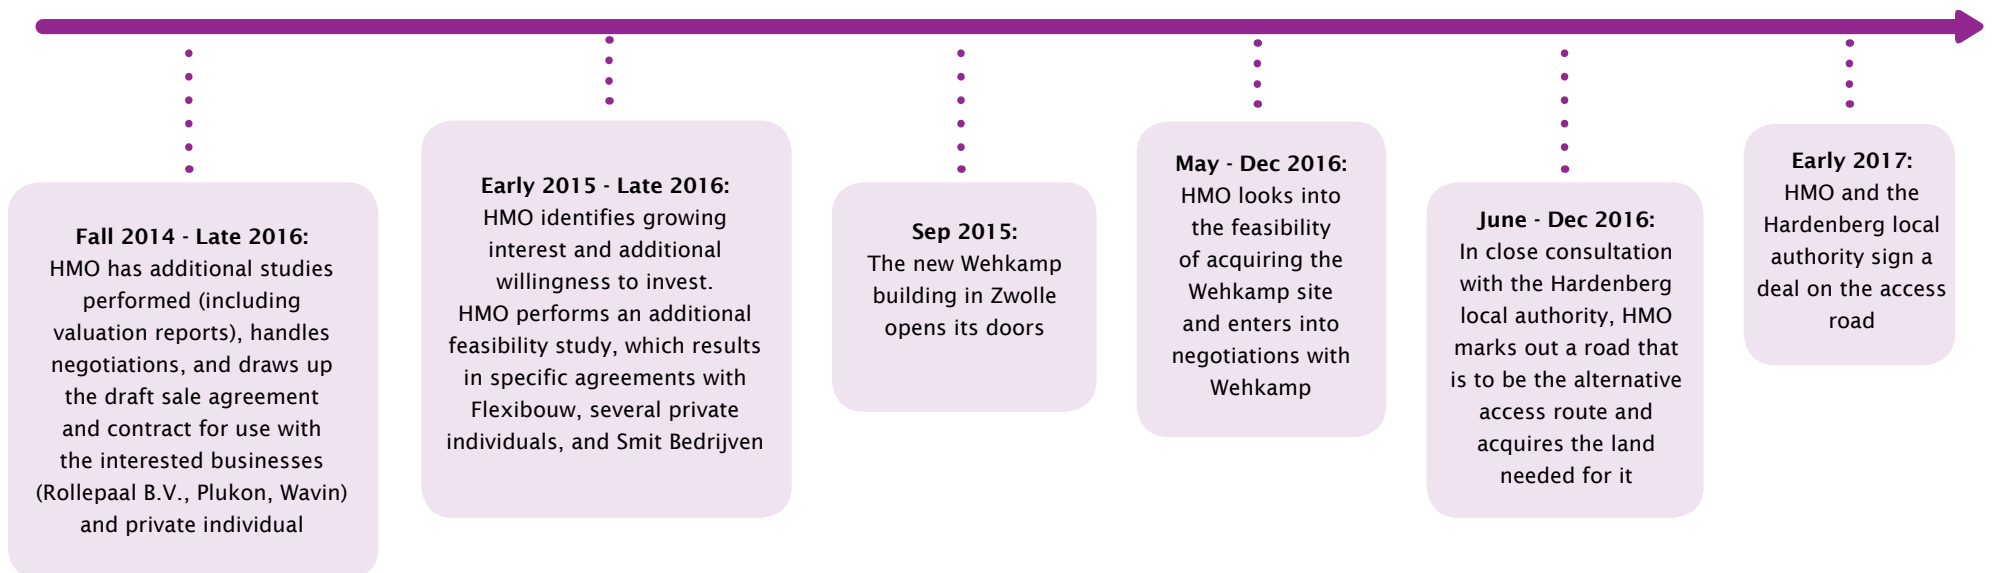 Fall 2014 - Late 2016:
HMO has additional studies
performed (including
valuation reports), handles
negotiations, and draws up
the draft sale agreement
and contract for use with
the interested businesses
(Rollepaal B.V., Plukon, Wavin)
and private individual
Early 2015 - Late 2016:
HMO identifies growing
interest and additional
willingness to invest.
HMO performs an additional
feasibility study, which results
in specific agreements with
Flexibouw, several private
individuals, and Smit Bedrijven
Sep 2015:
The new Wehkamp
building in Zwolle
opens its doors
May - Dec 2016:
HMO looks into
the feasibility
of acquiring the
Wehkamp site
and enters into
negotiations with
Wehkamp
June - Dec 2016:
In close consultation
with the Hardenberg
local authority, HMO
marks out a road that
is to be the alternative
access route and
acquires the land
needed for it
Early 2017:
HMO and the
Hardenberg local
authority sign a
deal on the access
road